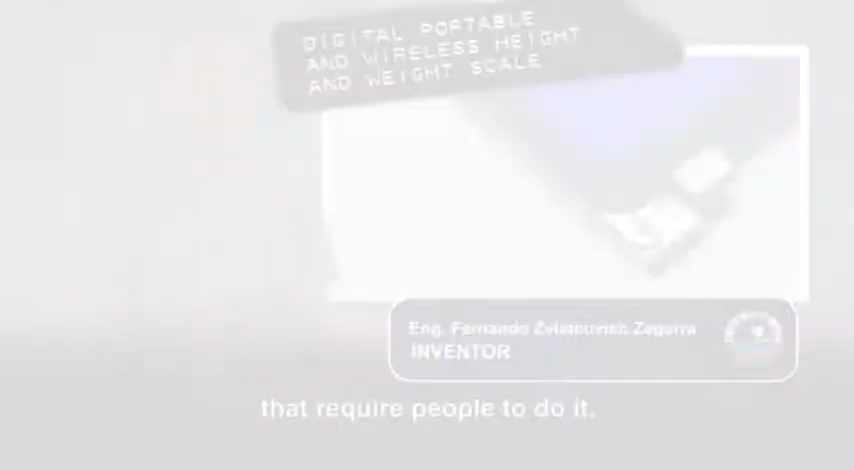 DIGITAL PORTABLE
AND WIRELESS HEIGHT
AND WEIGHT SCALE
Eng. Fernando Zegarra
INVENTOR
that require people to do it.